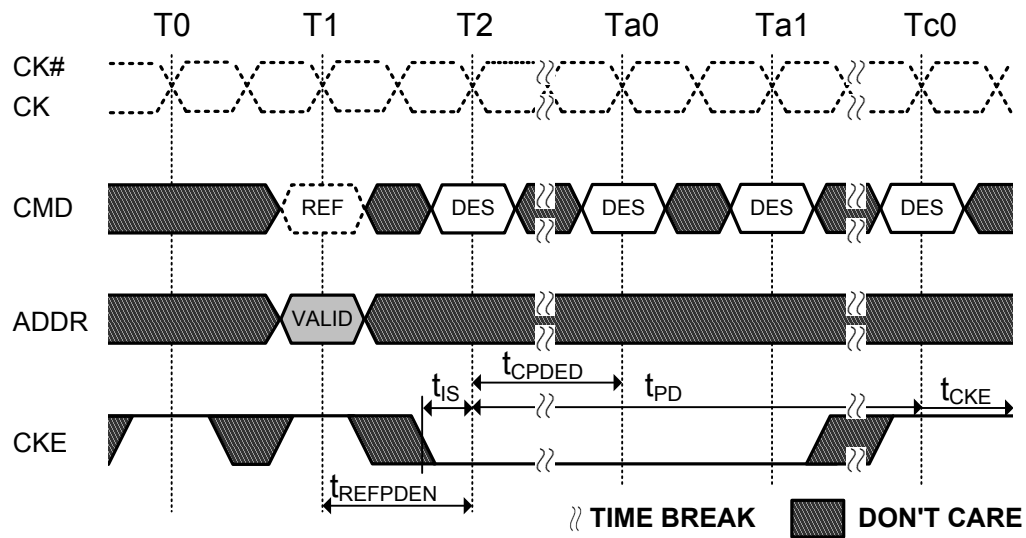 T0 T1 T2 Ta0 Ta1 Tc0
CK#
CK
CMD REF DES DES DES DES
ADDR VALID
tCPDED
tIS tPD tCKE
CKE
tREFPDEN
TIME BREAK DON'T CARE